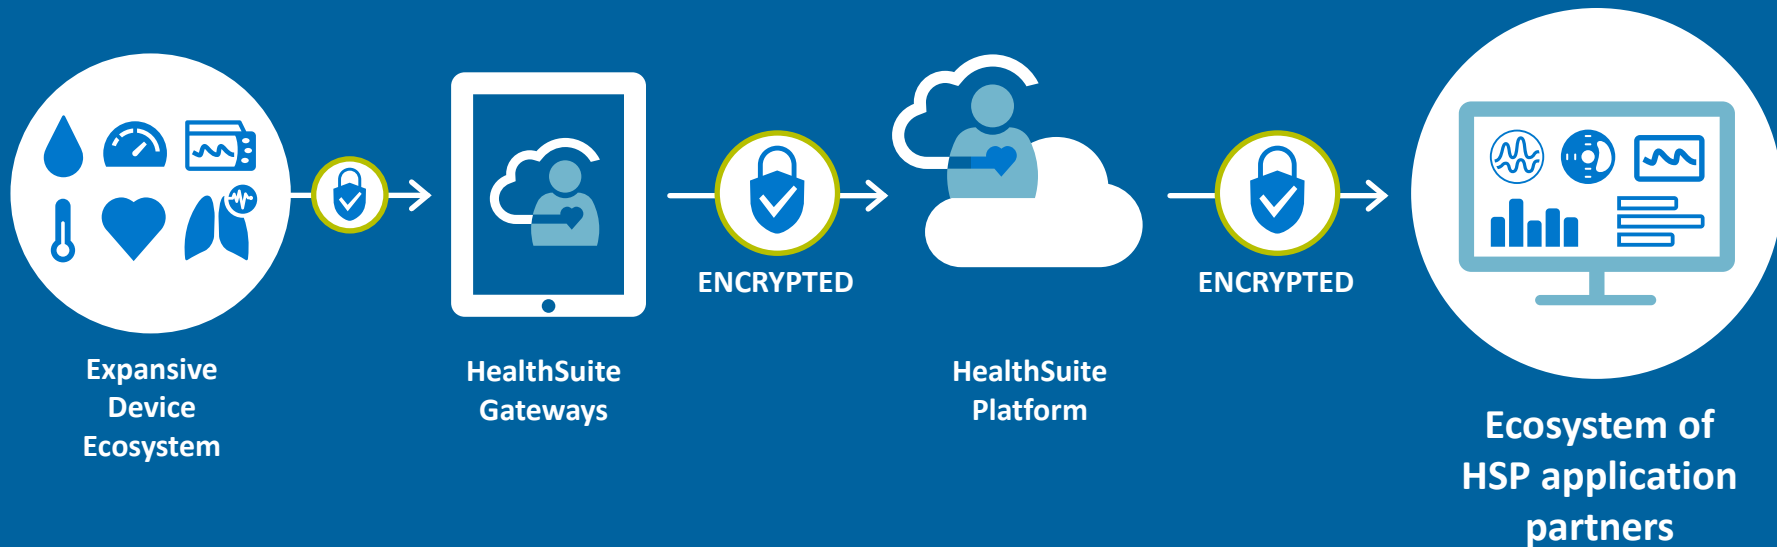 Expansive
Device
Ecosystem
HealthSuite
Gateways
ENCRYPTED
HealthSuite
Platform
ENCRYPTED
Ecosystem of
HSP application
partners